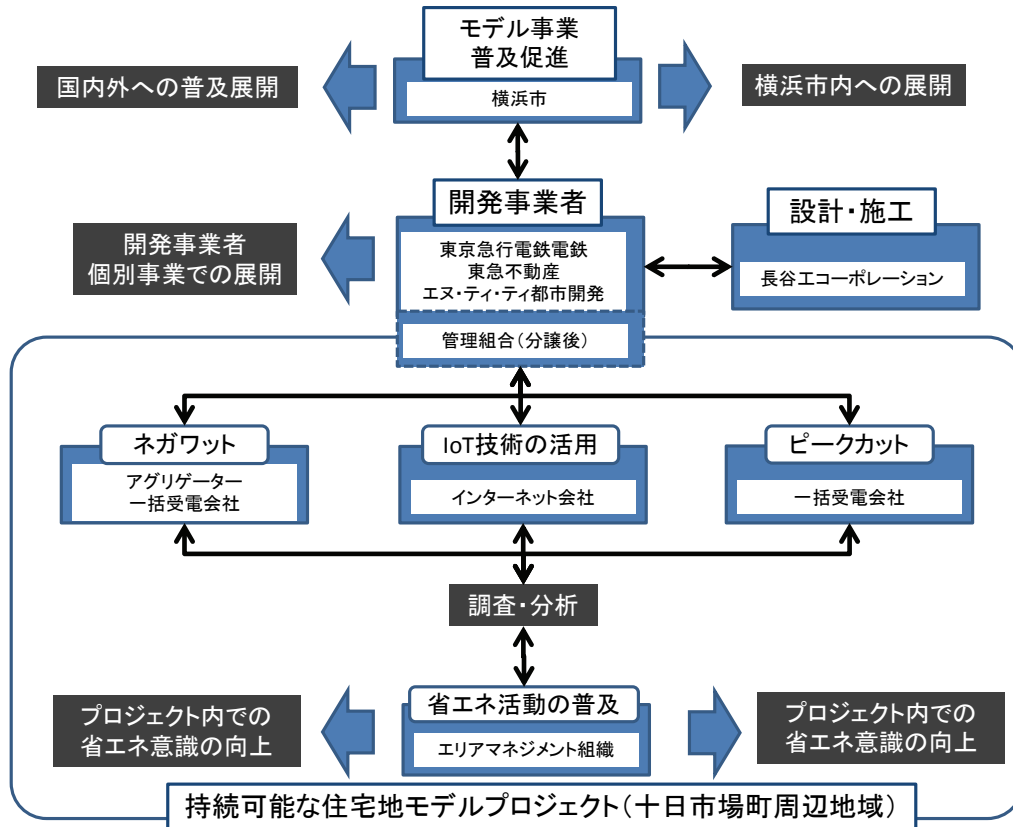 モデル事業
普及促進
国内外への普及展開
横浜市
横浜市内への展開
開発事業者
設計・施工
開発事業者
個別事業での展開
東京急行電鉄電鉄
東急不動産
エヌ・ティ・ティ都市開発
長谷工コーポレーション
管理組合（分譲後）
ネガワット
IoT技術の活用
ピークカット
アグリゲーター
一括受電会社
インターネット会社
一括受電会社
調査・分析
省エネ活動の普及
プロジェクト内での
省エネ意識の向上
エリアマネジメント組織
プロジェクト内での
省エネ意識の向上
持続可能な住宅地モデルプロジェクト（十日市場町周辺地域）